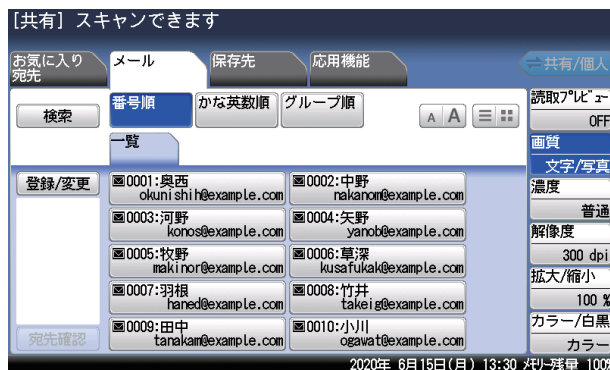 [共有] スキャンできます
お気に入り
宛先
メール
保存先
応用機能
共有/個人
検索
番号順
かな英数順
グループ順
A A
一覧
登録/変更
0001:奥西
okunishih@example.com
0002:中野
nakanom@example.com
0003:河野
konos@example.com
0004:矢野
yanob@example.com
0005:牧野
makinor@example.com
0006:草深
kusafukak@example.com
0007:羽根
haned@example.com
0008:竹井
takeig@example.com
0009:田中
tanakam@example.com
0010:小川
ogawat@example.com
宛先確認
読取プレビュー
OFF
画質
文字/写真
濃度
普通
解像度
300 dpi
拡大/縮小
100 %
カラー/白黒
カラー
2020年 6月15日(月) 13:30 メモリー残量 100%